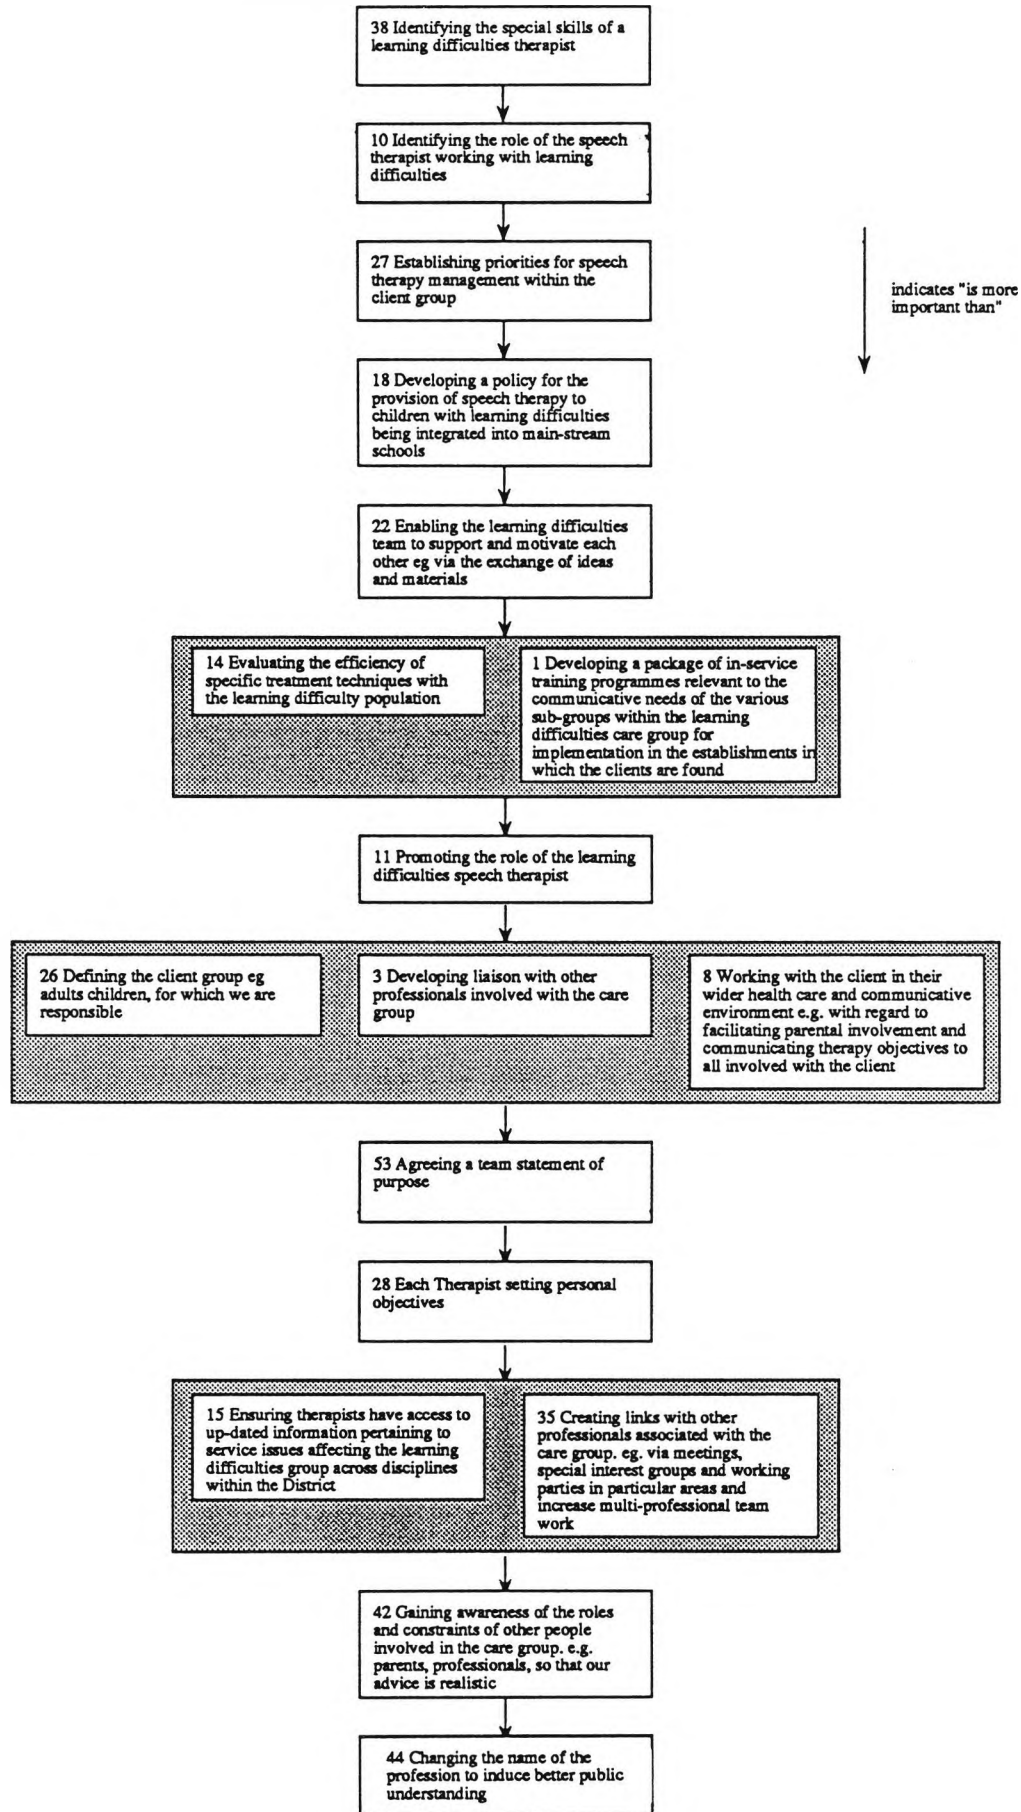 38 Identifying the special skills of a
learning difficulties therapist
10 Identifying the role of the speech
therapist working with learning
difficulties
27 Establishing priorities for speech
therapy management within the
client group
indicates "is more
important than"
18 Developing a policy for the
provision of speech therapy to
children with learning difficulties
being integrated into main-stream
schools
22 Enabling the learning difficulties
team to support and motivate each
other eg via the exchange of ideas
and materials
14 Evaluating the efficiency of
specific treatment techniques with
the learning difficulty population
1 Developing a package of in-service
training programmes relevant to the
communicative needs of the various
sub-groups within the learning
difficulties care group for
implementation in the establishments in
which the clients are found
11 Promoting the role of the learning
difficulties speech therapist
26 Defining the client group eg
adults children, for which we are
responsible
3 Developing liaison with other
professionals involved with the care
group
8 Working with the client in their
wider health care and communicative
environment e.g. with regard to
facilitating parental involvement and
communicating therapy objectives to
all involved with the client
53 Agreeing a team statement of
purpose
28 Each Therapist setting personal
objectives
15 Ensuring therapists have access to
up-dated information pertaining to
service issues affecting the learning
difficulties group across disciplines
within the District
35 Creating links with other
professionals associated with the
care group. eg. via meetings,
special interest groups and working
parties in particular areas and
increase multi-professional team
work
42 Gaining awareness of the roles
and constraints of other people
involved in the care group. e.g.
parents, professionals, so that our
advice is realistic
44 Changing the name of the
profession to induce better public
understanding